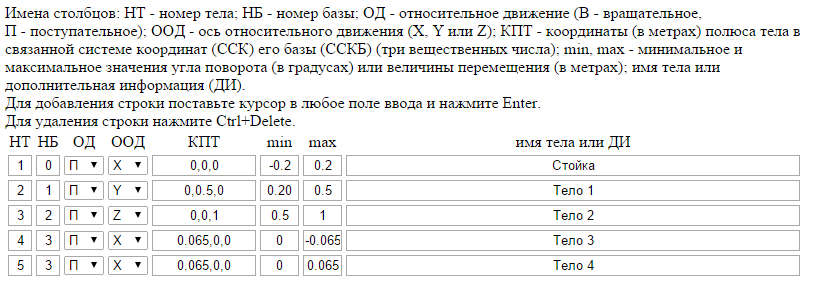 Имена столбцов: НТ - номер тела; НБ - номер базы; ОД - относительное движение (В - вращательное,
П - поступательное); ООД - ось относительного движения (X, Y или Z); КПТ - координаты (в метрах) полюса тела в
связанной системе координат (ССК) его базы (ССКБ) (три вещественных числа); min, max - минимальное и
максимальное значения угла поворота (в градусах) или величины перемещения (в метрах); имя тела или
дополнительная информация (ДИ).
Для добавления строки поставьте курсор в любое поле ввода и нажмите Enter.
Для удаления строки нажмите Ctrl+Delete.
НТ НБ ОД ООД КПТ min max имя тела или ДИ
1 0 П X 0,0,0 -0.2 0.2 Стойка
2 1 П Y 0,0.5,0 0.20 0.5 Тело 1
3 2 П Z 0,0,1 0.5 1 Тело 2
4 3 П X 0.065,0,0 0 -0.065 Тело 3
5 3 П X 0.065,0,0 0 0.065 Тело 4